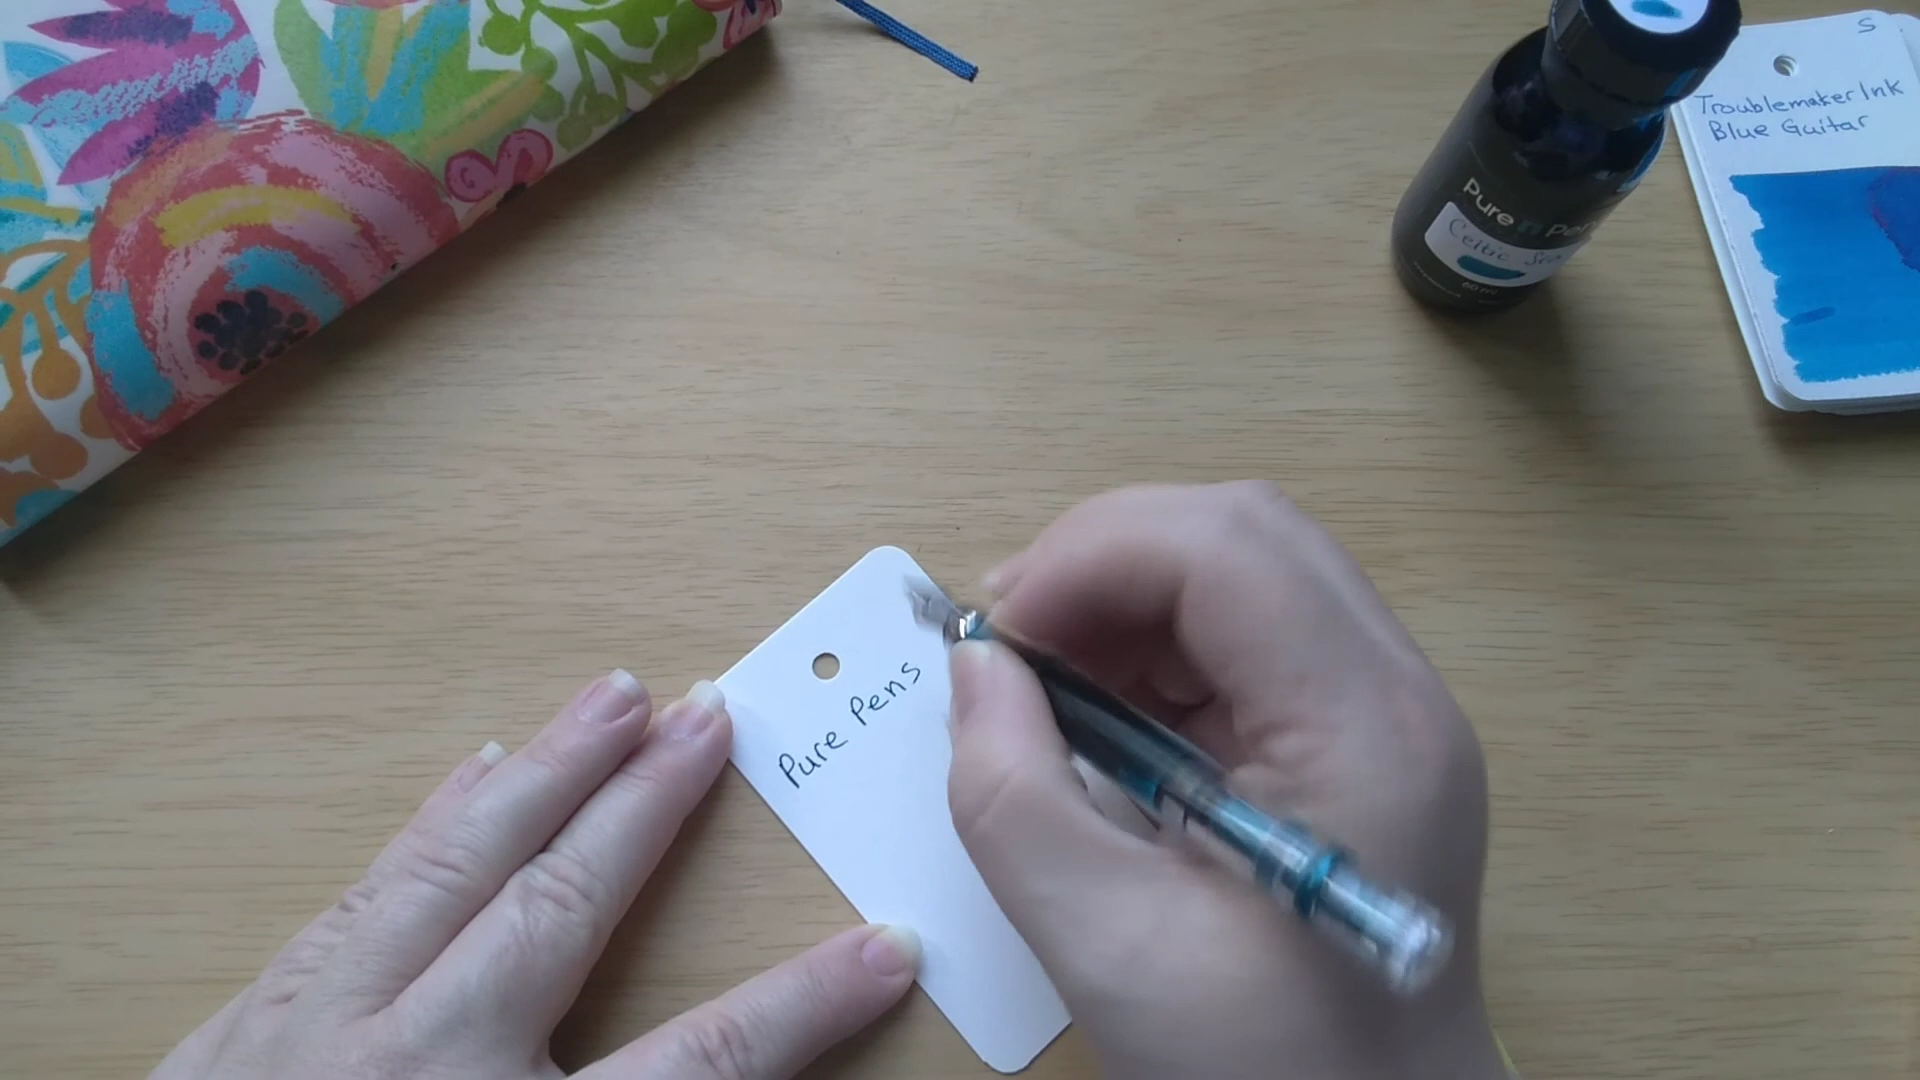 S
Troublemaker Ink
Blue Guitar
Pure Pens
Celtic Sea
60 ml
Pure Pens